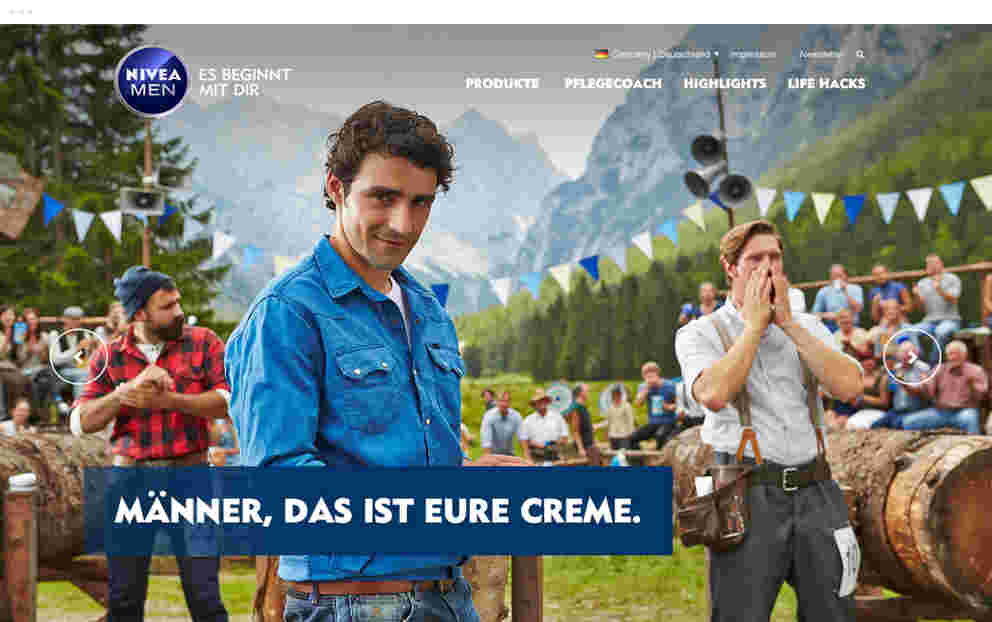 Germany | Deutschland
Impressum
Newsletter
NIVEA
MEN
ES BEGINNT
MIT DIR
PRODUKTE
PFLEGECOACH
HIGHLIGHTS
LIFE HACKS
MÄNNER, DAS IST EURE CREME.